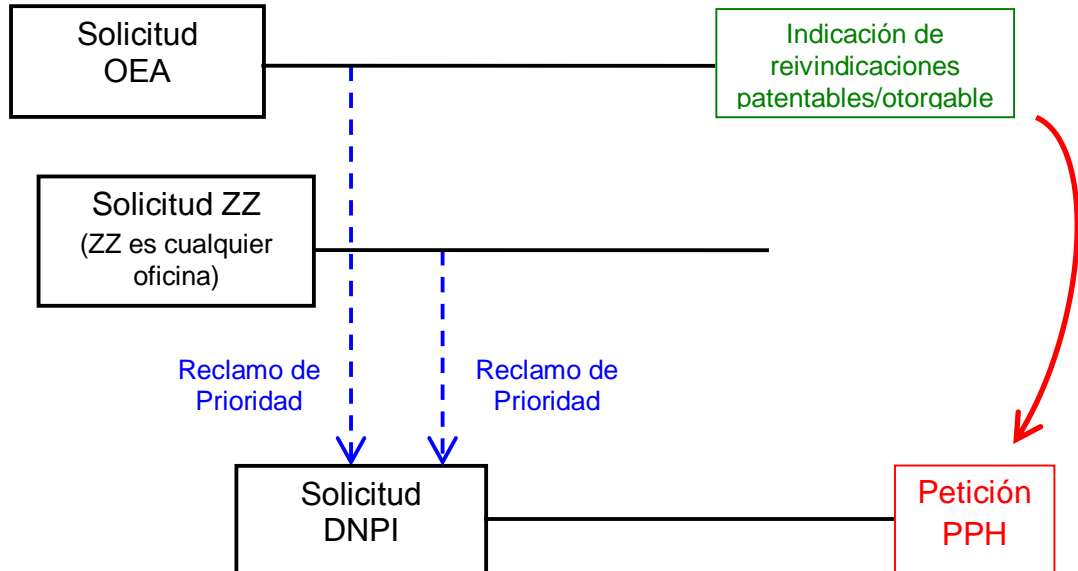 Solicitud
OEA
Indicación de
reivindicaciones
patentables/otorgable
Solicitud ZZ
(ZZ es cualquier
oficina)
Reclamo de
Prioridad
Reclamo de
Prioridad
Solicitud
DNPI
Petición
PPH